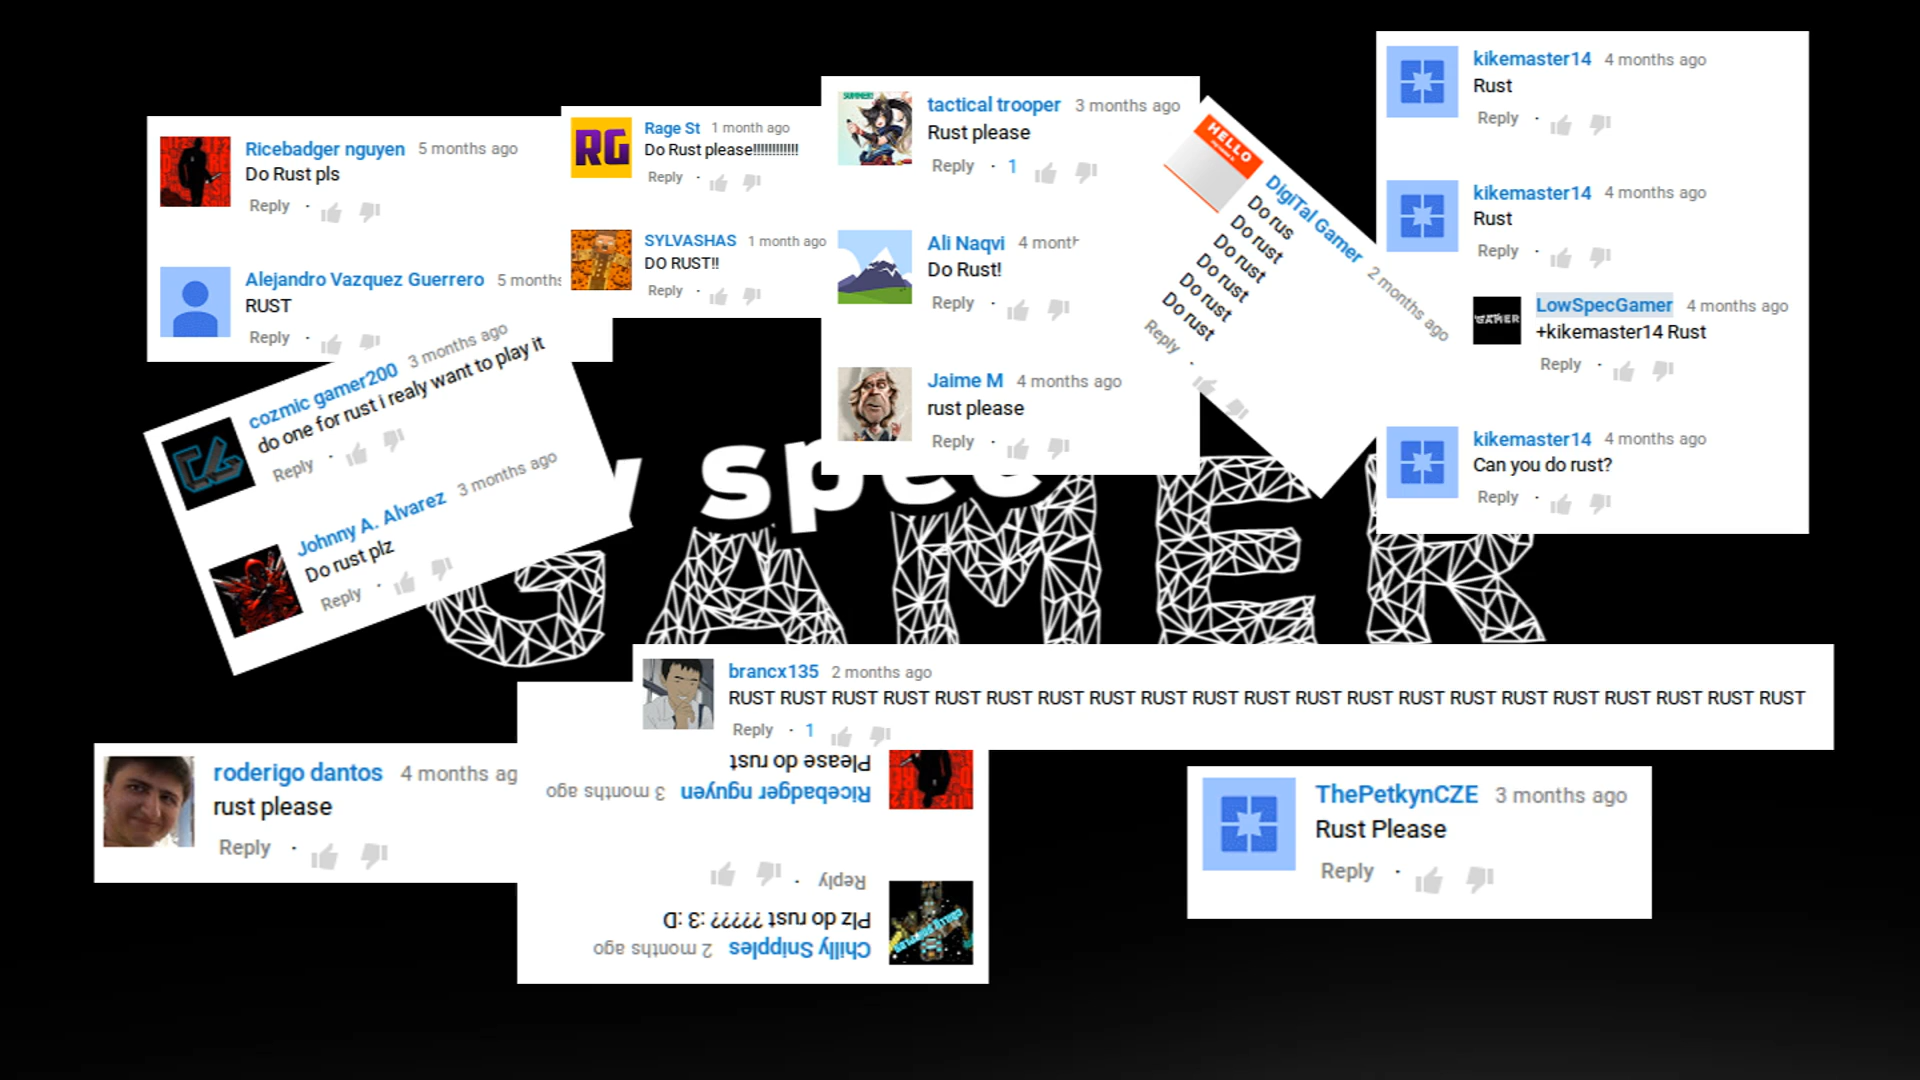 Ricebadger nguyen 5 months ago
Do Rust pls
Reply
Alejandro Vazquez Guerrero 5 months
RUST
Reply
Rage St 1 month ago
Do Rust please!!!!!!!!!!!!
Reply
SYLVASHAS 1 month ago
DO RUST!!
Reply
SUMMER!
tactical trooper 3 months ago
Rust please
Reply · 1
Ali Naqvi 4 month
Do Rust!
Reply
Jaime M 4 months ago
rust please
Reply
HELLO
DigiTal Gamer 2 months ago
Do rus
Do rust
Do rust
Do rust
Do rust
Do rust
Reply
kikemaster14 4 months ago
Rust
Reply
kikemaster14 4 months ago
Rust
Reply
GAMER
LowSpecGamer 4 months ago
+kikemaster14 Rust
Reply
kikemaster14 4 months ago
Can you do rust?
Reply
cozmic gamer200 3 months ago
do one for rust i realy want to play it
Reply
Johnny A. Alvarez 3 months ago
Do rust plz
Reply
spec
GAMER
brancx135 2 months ago
RUST RUST RUST RUST RUST RUST RUST RUST RUST RUST RUST RUST RUST RUST RUST RUST RUST RUST RUST RUST RUST
Reply · 1
roderigo dantos 4 months ag
rust please
Reply
Chilly Snipples 2 months ago
Plz do rust ????? :3 :D
Reply
Ricebadger nguyen 3 months ago
Please do rust
RG
ThePetkynCZE 3 months ago
Rust Please
Reply